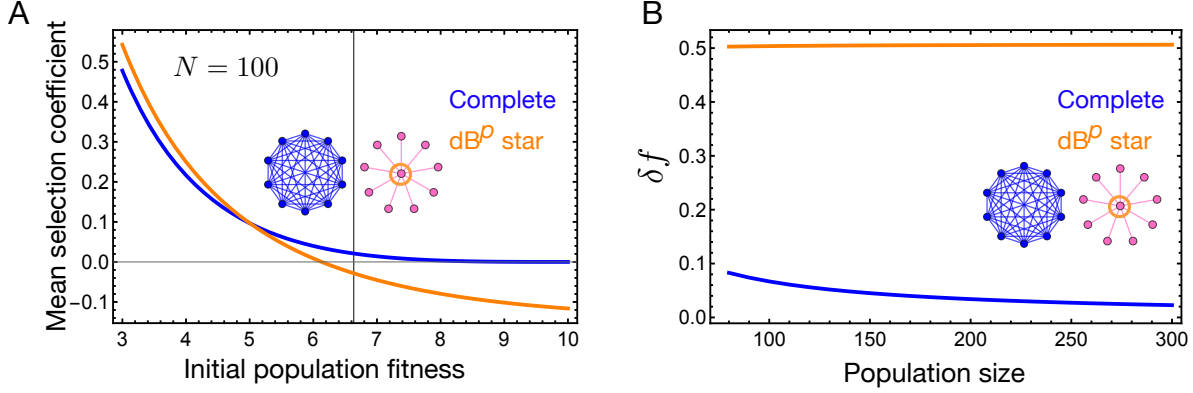 A
Mean selection coefficient
0.5
0.4
0.3
0.2
0.1
0.0
−0.1
N = 100
Complete
dBᵖ star
3 4 5 6 7 8 9 10
Initial population fitness
B
δf
0.5
0.4
0.3
0.2
0.1
0.0
Complete
dBᵖ star
100 150 200 250 300
Population size